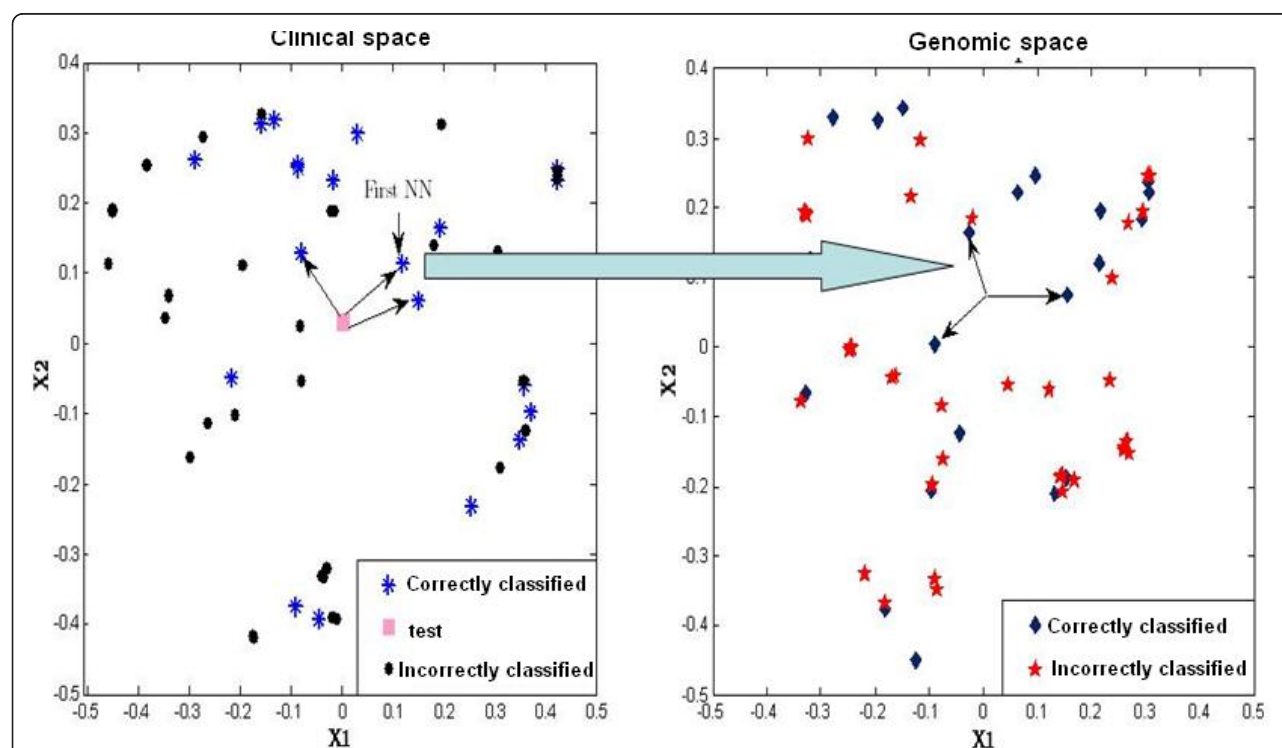 Clinical space
0.4
0.3
0.2
0.1
0
-0.1
-0.2
-0.3
-0.4
-0.5
X2
First NN
Correctly classified
test
Incorrectly classified
-0.5 -0.4 -0.3 -0.2 -0.1 0 0.1 0.2 0.3 0.4 0.5
X1
Genomic space
0.4
0.3
0.2
0.1
0
-0.1
-0.2
-0.3
-0.4
-0.5
X2
Correctly classified
Incorrectly classified
-0.5 -0.4 -0.3 -0.2 -0.1 0 0.1 0.2 0.3 0.4 0.5
X1